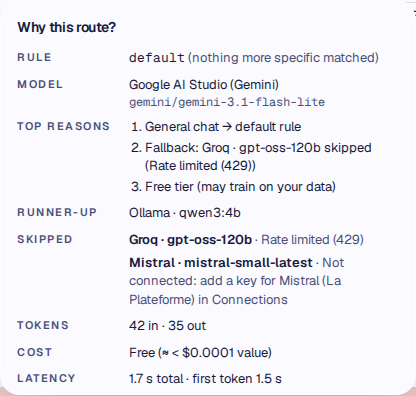 Why this route?
RULE default (nothing more specific matched)
MODEL Google AI Studio (Gemini)
gemini/gemini-3.1-flash-lite
TOP REASONS 1. General chat → default rule
2. Fallback: Groq · gpt-oss-120b skipped
(Rate limited (429))
3. Free tier (may train on your data)
RUNNER-UP Ollama · qwen3:4b
SKIPPED Groq · gpt-oss-120b · Rate limited (429)
Mistral · mistral-small-latest · Not
connected: add a key for Mistral (La
Plateforme) in Connections
TOKENS 42 in · 35 out
COST Free (≈ < $0.0001 value)
LATENCY 1.7 s total · first token 1.5 s